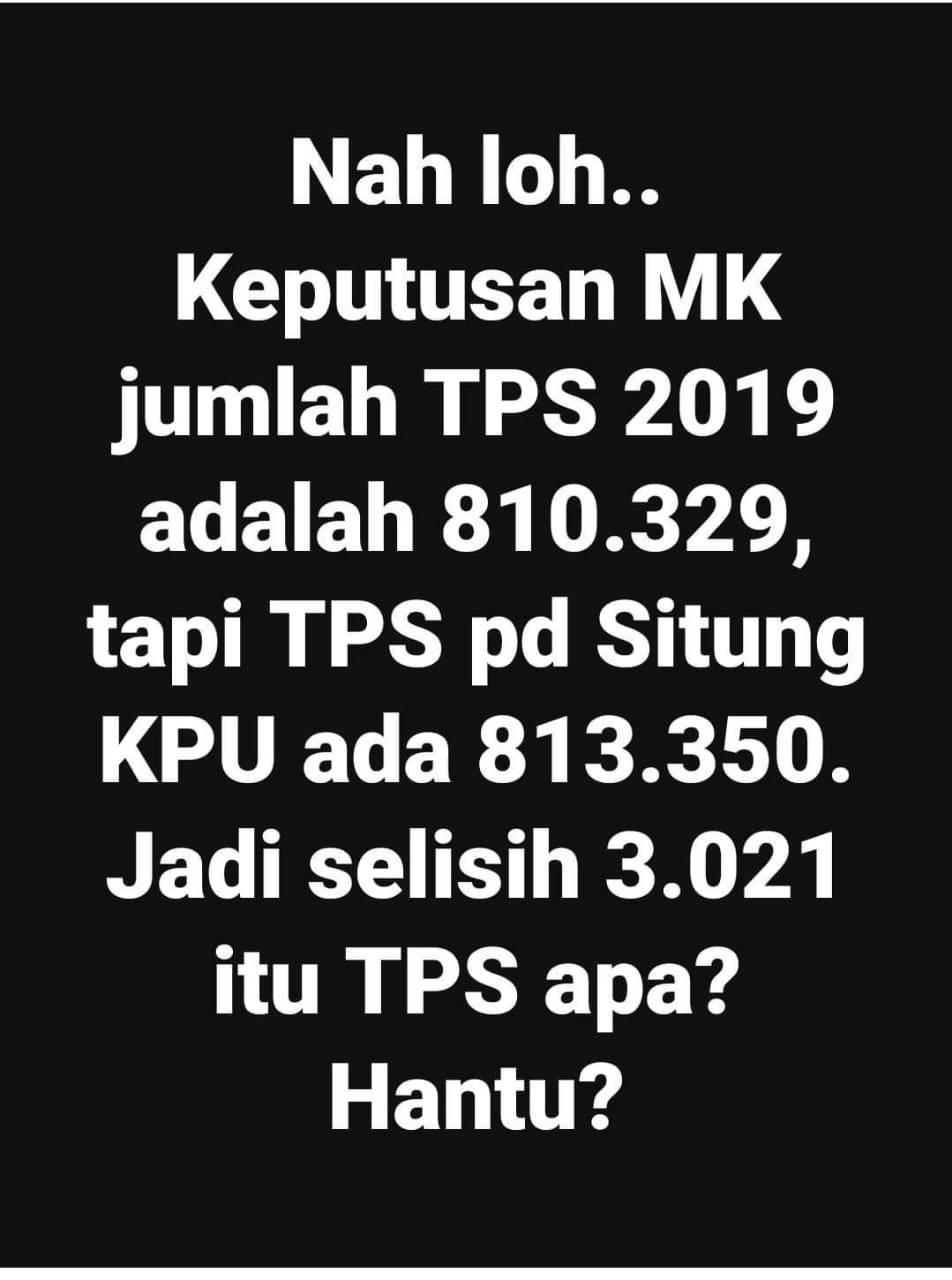 Nah loh..
Keputusan MK
jumlah TPS 2019
adalah 810.329,
tapi TPS pd Situng
KPU ada 813.350.
Jadi selisih 3.021
itu TPS apa?
Hantu?